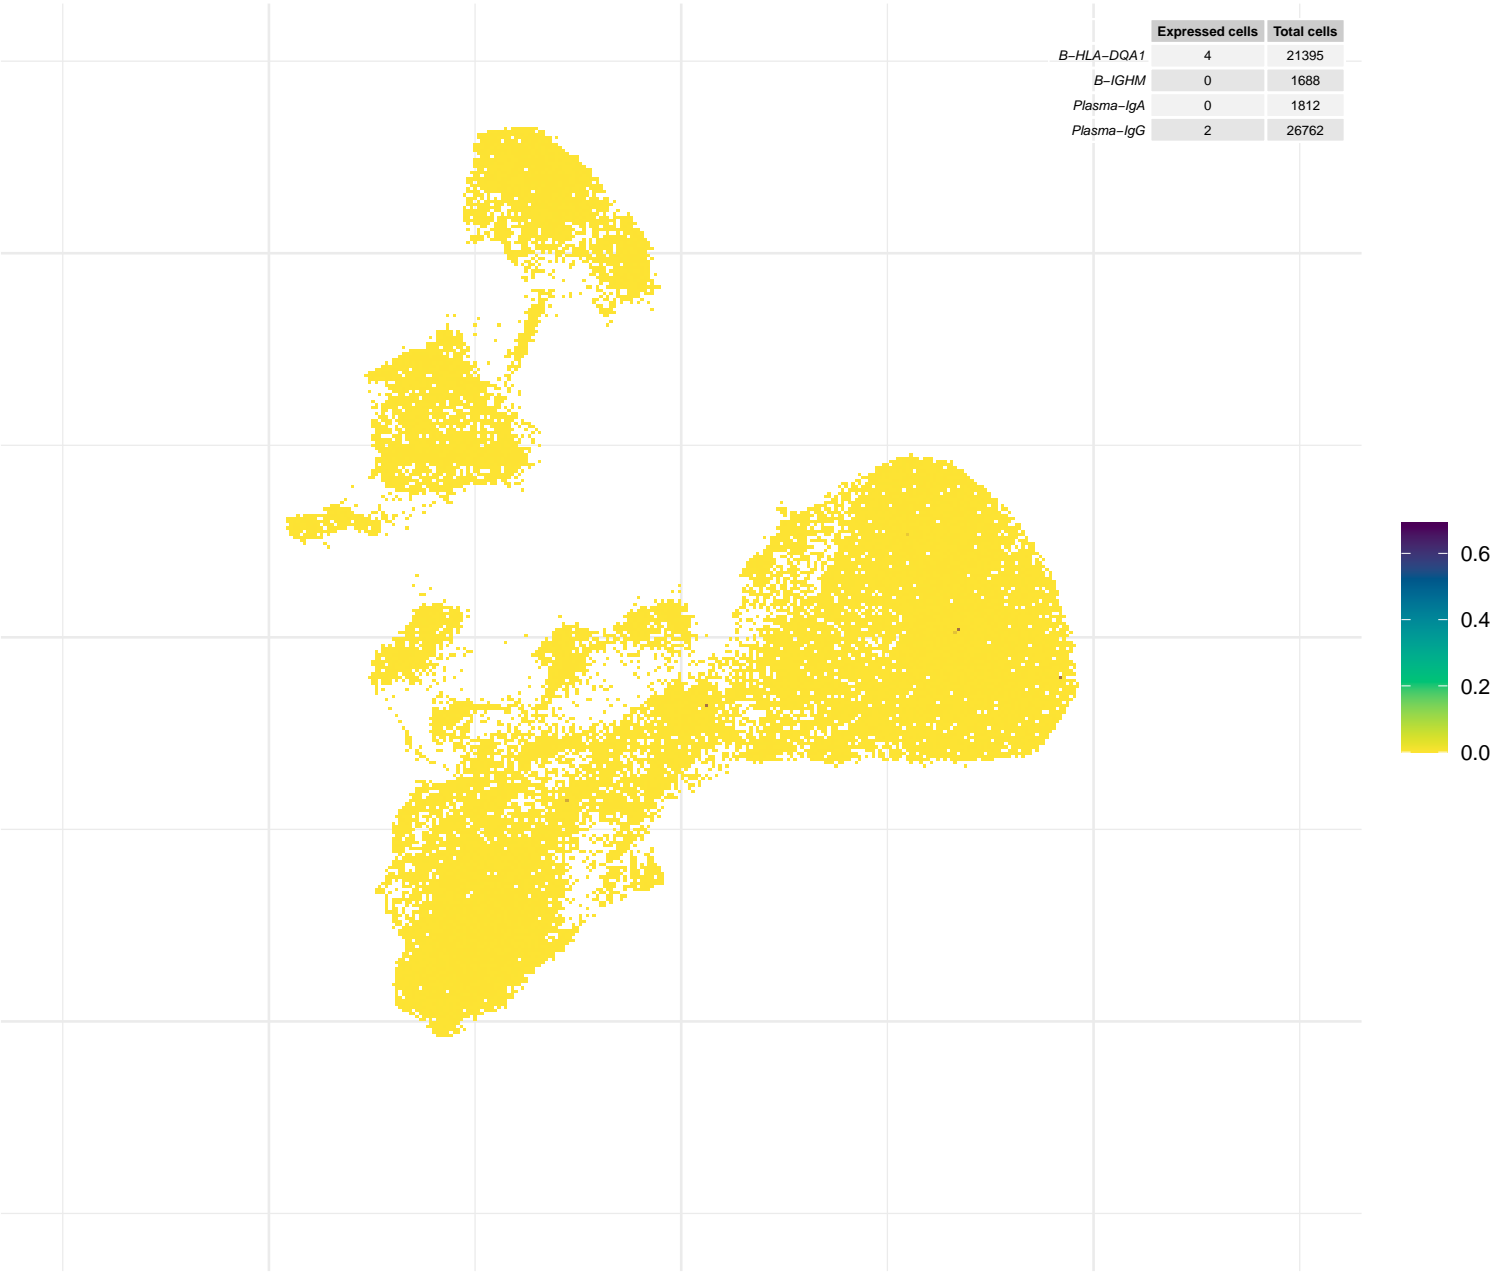 Expressed cells Total cells
B-HLA-DQA1 4 21395
B-IGHM 0 1688
Plasma-IgA 0 1812
Plasma-IgG 2 26762
0.6
0.4
0.2
0.0